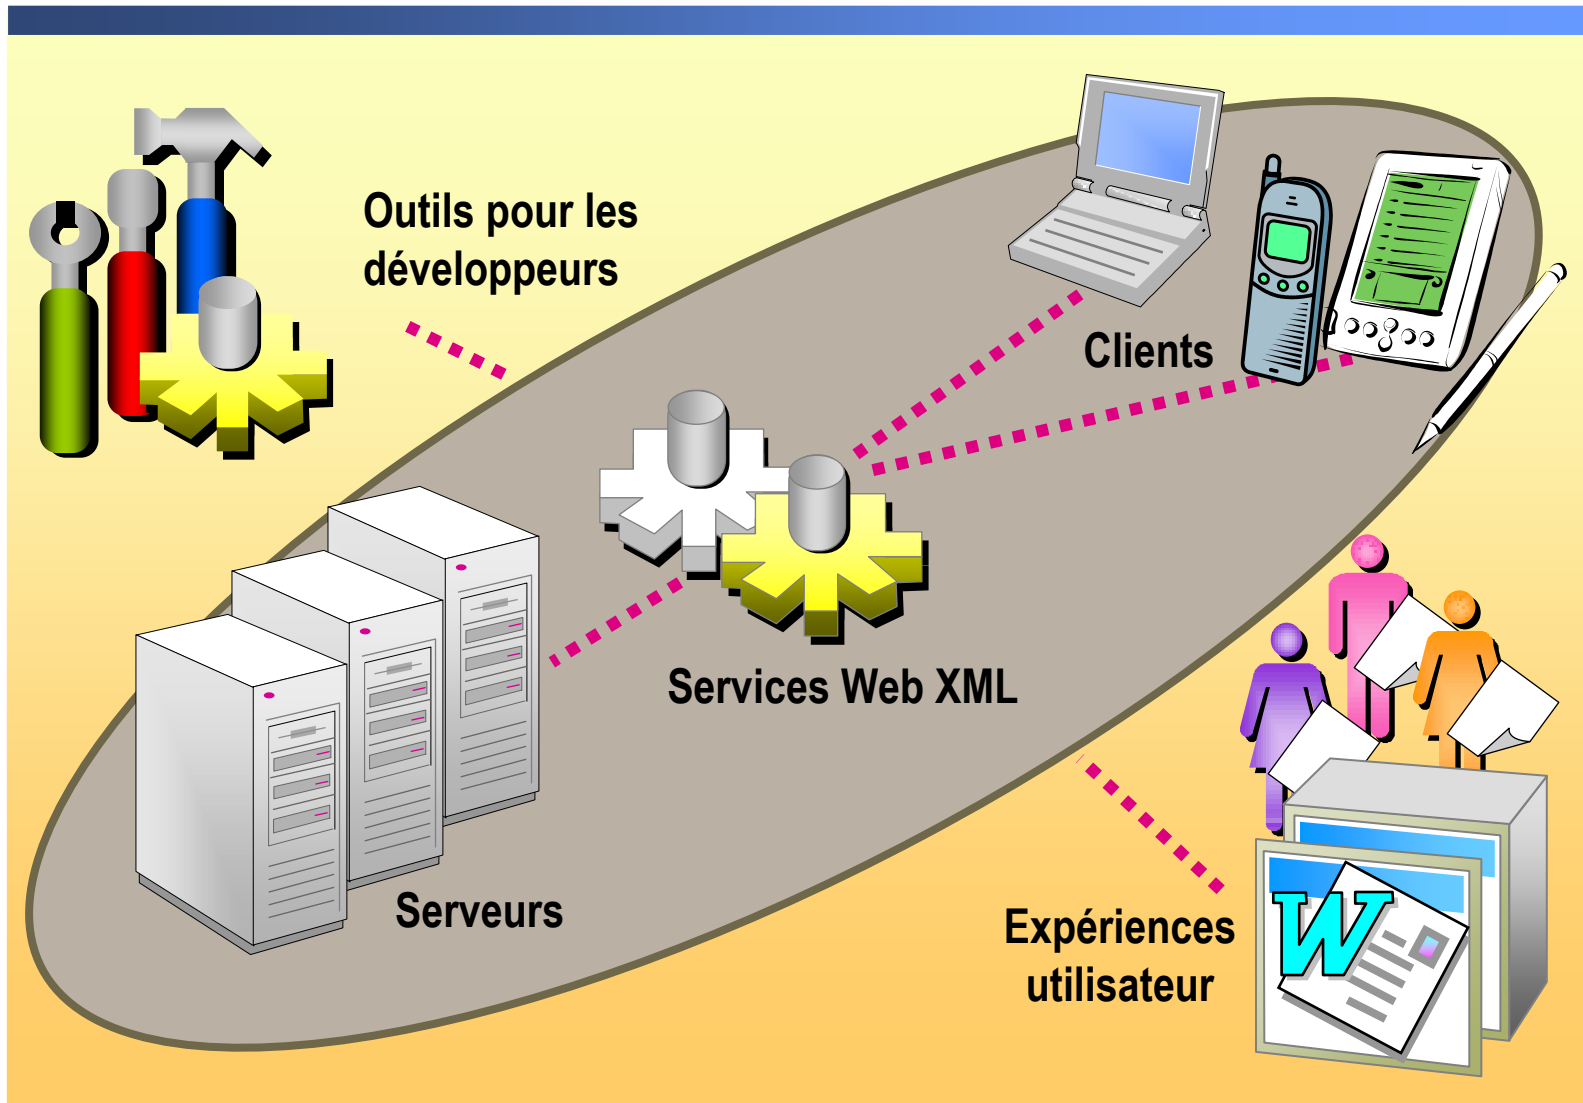 Outils pour les
développeurs
Clients
Services Web XML
Serveurs
Expériences
utilisateur
W